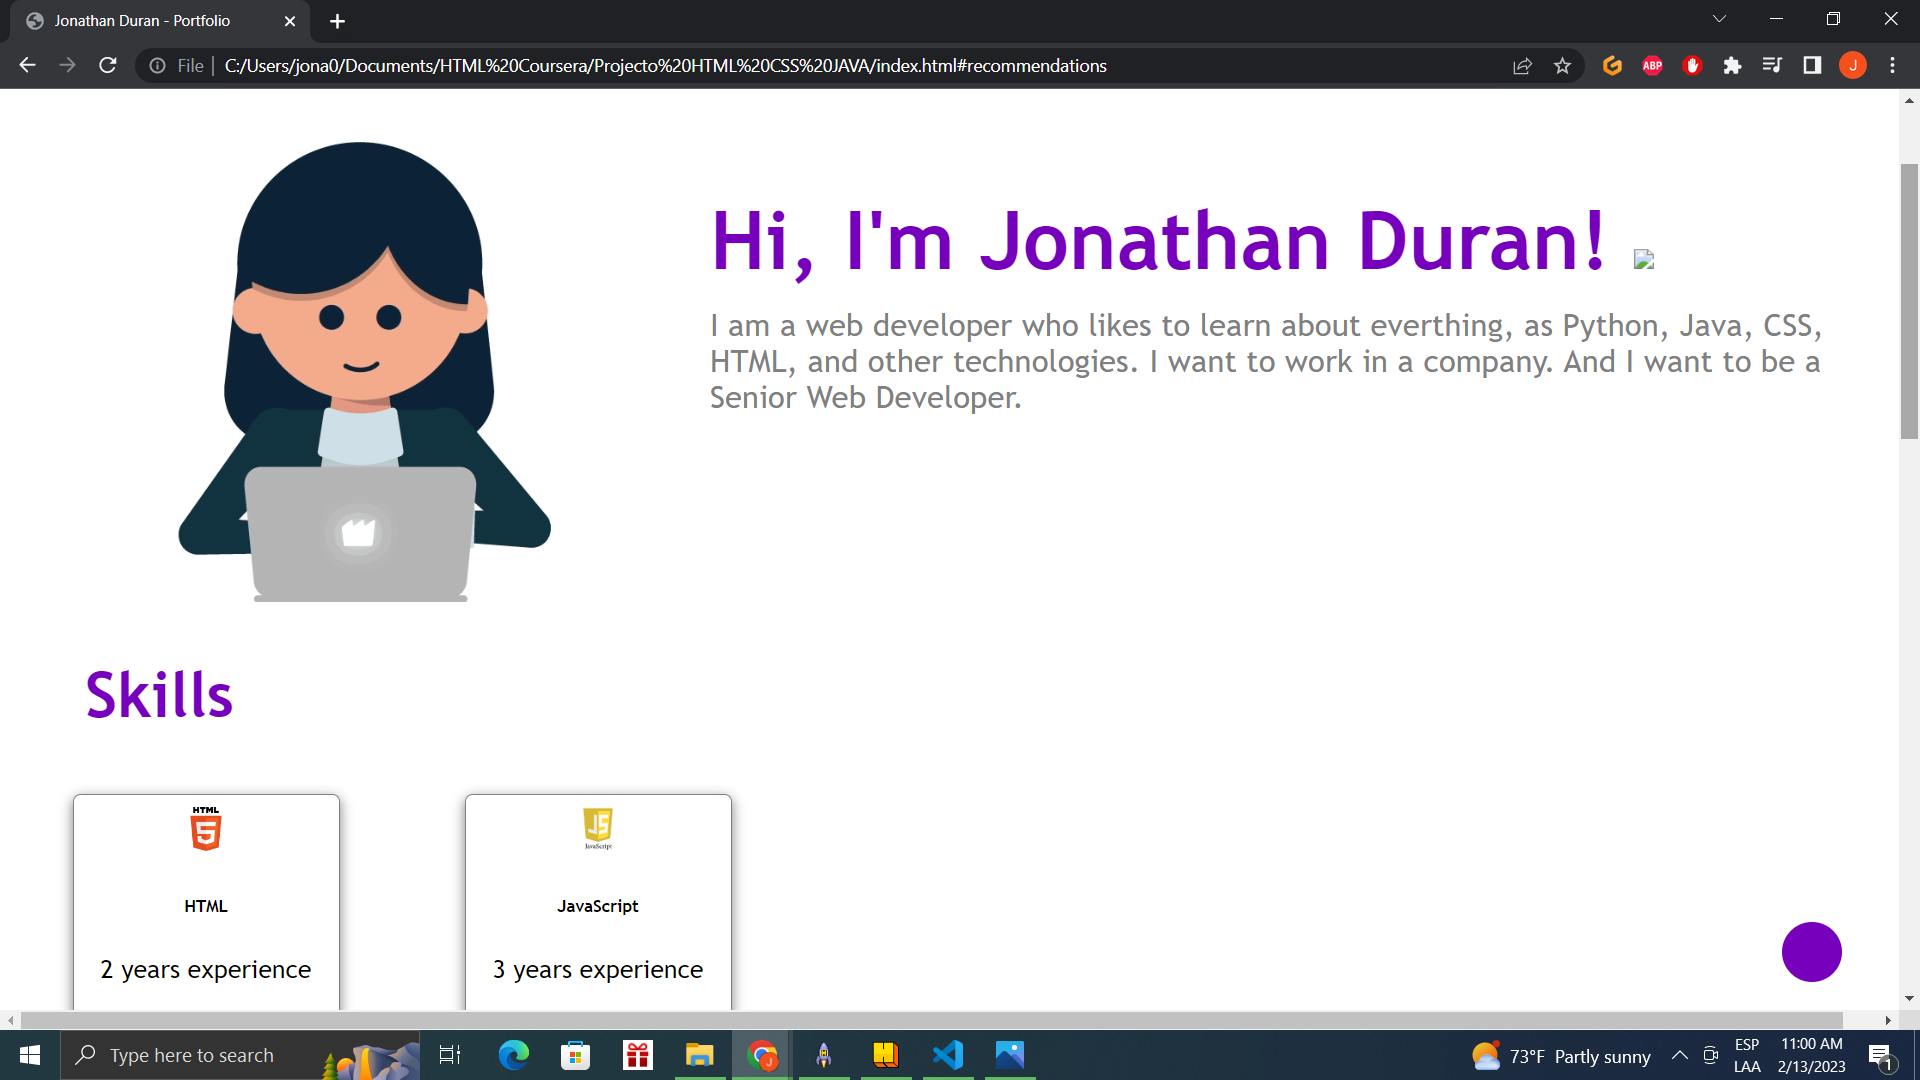 Jonathan Duran - Portfolio
File | C:/Users/jona0/Documents/HTML%20Coursera/Projecto%20HTML%20CSS%20JAVA/index.html#recommendations
ABP
J
Hi, I'm Jonathan Duran!
I am a web developer who likes to learn about everthing, as Python, Java, CSS,
HTML, and other technologies. I want to work in a company. And I want to be a
Senior Web Developer.
Skills
HTML
5
JS
JavaScript
HTML
JavaScript
2 years experience
3 years experience
Type here to search
J
73°F Partly sunny
ESP
LAA
11:00 AM
2/13/2023
1